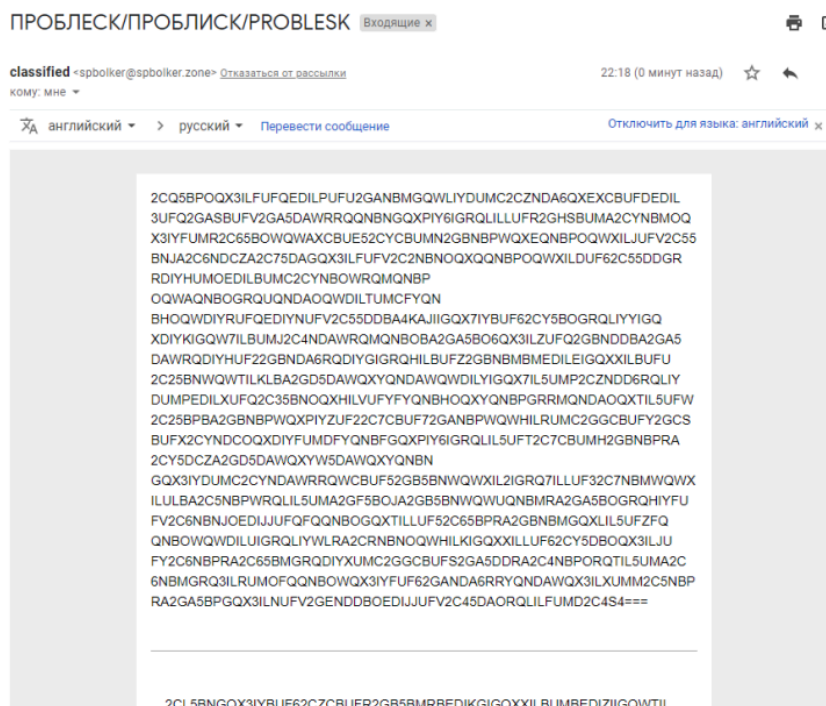 ПРОБЛЕСК/ПРОБЛИСК/PROBLESK Входящие ×
classified <spbolker@spbolker.zone> Отказаться от рассылки 22:18 (0 минут назад)
кому: мне
английский > русский Перевести сообщение Отключить для языка: английский ×
2CQ5BPOQX3ILFUFQEDILPUFU2GANBMGQWLIYDUMC2CZNDA6QXEXCBUFDEDIL
3UFQ2GASBUFV2GA5DAWRRQQNBNGQXPIY6IGRQLILLUFR2GHSBUMA2CYNBMOQ
X3IYFUMR2C65BOWQWAXCBUE52CYCBUMN2GBNBPWQXEQNBPOQWXILJUFV2C55
BNJA2C6NDCZA2C75DAGQX3ILFUFV2C2NBNOQXQQNBPOQWXILDUF62C55DDGR
RDIYHUMOEDILBUMC2CYNBOWRQMQNBP
OQWAQNBOGRQUQNDAOQWDILTUMCFYQN
BHOQWDIYRUFQEDIYNUFV2C55DDBA4KAJIIGQX7IYBUF62CY5BOGRQLIYYIGQ
XDIYKIGQW7ILBUMJ2C4NDAWRQMQNBOBA2GA5BO6QX3ILZUFQ2GBNDDBA2GA5
DAWRQDIYHUF22GBNDA6RQDIYGIGRQHILBUFZ2GBNBMBMEDILEIGQXXILBUFU
2C25BNWQWTILKLBA2GD5DAWQXYQNDAWQWDILYIGQX7IL5UMP2CZNDD6RQLIY
DUMPEDILXUFQ2C35BNOQXHILVUFYFYQNBHOQXYQNBPGRRMQNDAOQXTIL5UFW
2C25BPBA2GBNBPWQXPIYZUF22C7CBUF72GANBPWQWHILRUMC2GGCBUFY2GCS
BUFX2CYNDCOQXDIYFUMDFYQNBFGQXPIY6IGRQLIL5UFT2C7CBUMH2GBNBPRA
2CY5DCZA2GD5DAWQXYW5DAWQXYQNBN
GQX3IYDUMC2CYNDAWRRQWCBUF52GB5BNWQWXIL2IGRQ7ILLUF32C7NBMWQWX
ILULBA2C5NBPWRQLIL5UMA2GF5BOJA2GB5BNWQWUQNBMRA2GA5BOGRQHIYFU
FV2C6NBNJOEDIJJUFQFQQNBOGQXTILLUF52C65BPRA2GBNBMGQXLIL5UFZFQ
QNBOWQWDILUIGRQLIYWLRA2CRNBNOQWHILKIGQXXILLUF62CY5DBOQX3ILJU
FY2C6NBPRA2C65BMGRQDIYXUMC2GGCBUFS2GA5DDRA2C4NBPORQTIL5UMA2C
6NBMGRQ3ILRUMOFQQNBOWQX3IYFUF62GANDA6RRYQNDAWQX3ILXUMM2C5NBP
RA2GA5BPGQX3ILNUFV2GENDDBOEDIJJUFV2C45DAORQLILFUMD2C4S4===